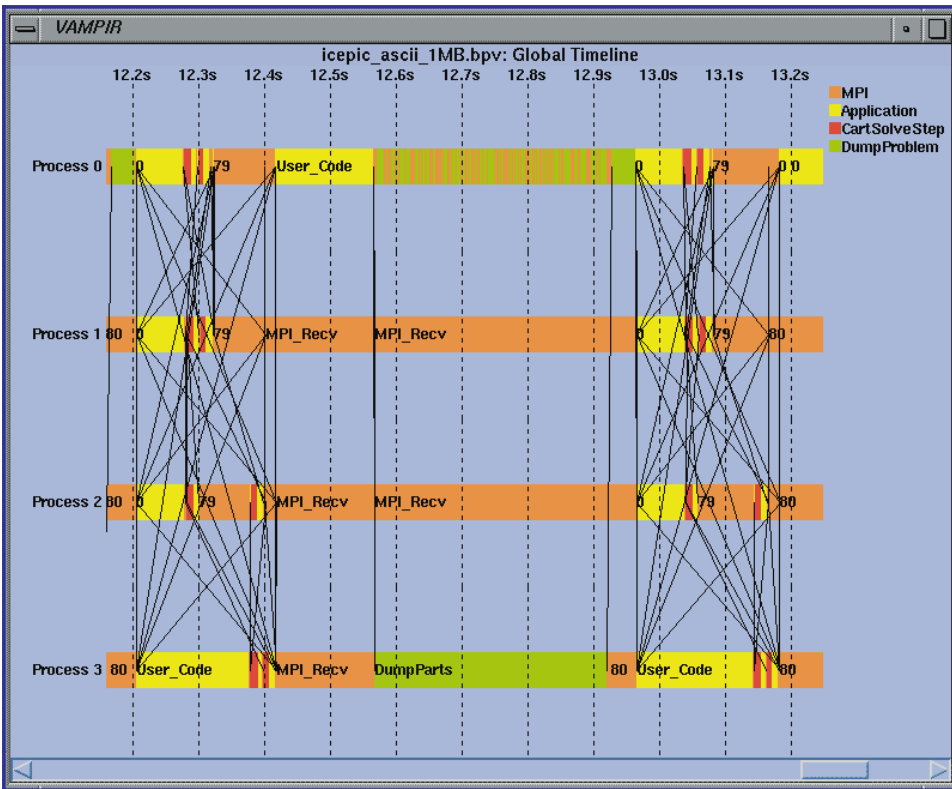 VAMPIR
icepic_ascii_1MB.bpv: Global Timeline
12.2s 12.3s 12.4s 12.5s 12.6s 12.7s 12.8s 12.9s 13.0s 13.1s 13.2s
MPI
Application
CartSolveStep
DumpProblem
Process 0 0 79 User_Code 0 79 0 0
Process 1 80 0 79 MPI_Recv MPI_Recv 0 79 80
Process 2 80 0 79 MPI_Recv MPI_Recv 0 79 80
Process 3 80 User_Code MPI_Recv DumpParts 80 User_Code 80